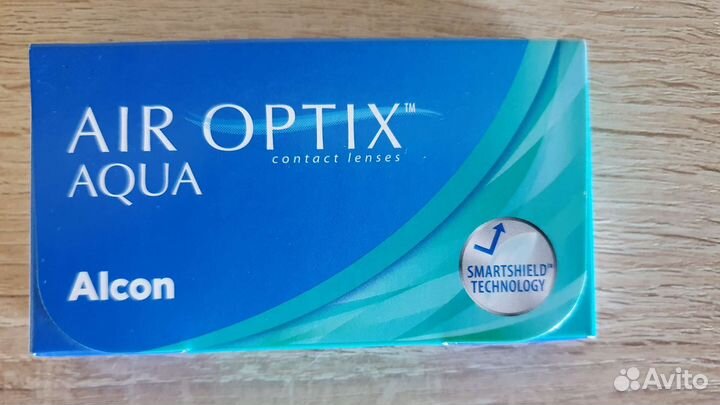 AIR OPTIX™
contact lenses
AQUA
Alcon
SMARTSHIELD™
TECHNOLOGY
Avito